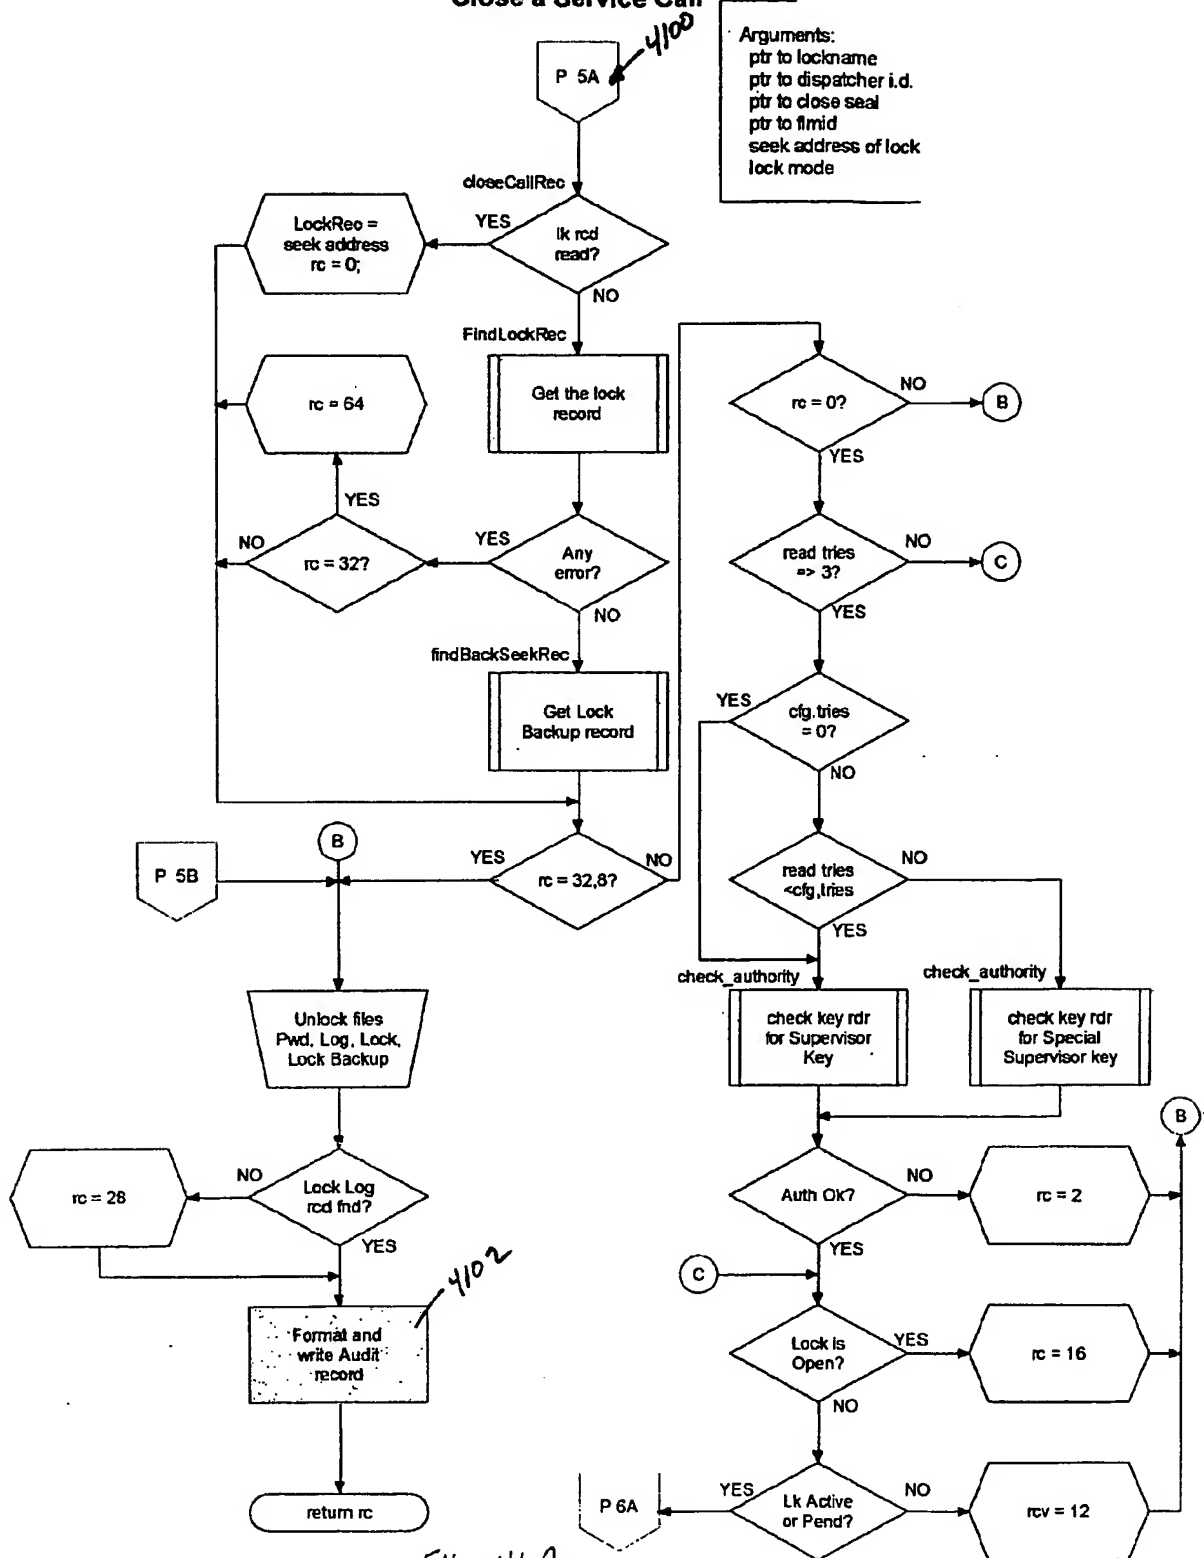 Close a Service Call
4100
P 5A
Arguments:
ptr to lockname
ptr to dispatcher i.d.
ptr to close seal
ptr to flmid
seek address of lock
lock mode
closeCallRec
LockRec =
seek address
rc = 0;
YES
lk rcd
read?
NO
FindLockRec
Get the lock
record
rc = 64
YES
NO
rc = 32?
YES
Any
error?
NO
findBackSeekRec
Get Lock
Backup record
B
P 5B
YES
rc = 32,8?
NO
Unlock files
Pwd, Log, Lock,
Lock Backup
rc = 28
NO
Lock Log
rcd fnd?
YES
4102
Format and
write Audit
record
return rc
rc = 0?
NO
B
YES
read tries
=> 3?
NO
C
YES
YES
cfg.tries
= 0?
NO
read tries
<cfg,tries
NO
YES
check_authority
check key rdr
for Supervisor
Key
check_authority
check key rdr
for Special
Supervisor key
B
Auth Ok?
NO
rc = 2
YES
C
Lock is
Open?
YES
rc = 16
NO
P 6A
YES
Lk Active
or Pend?
NO
rcv = 12